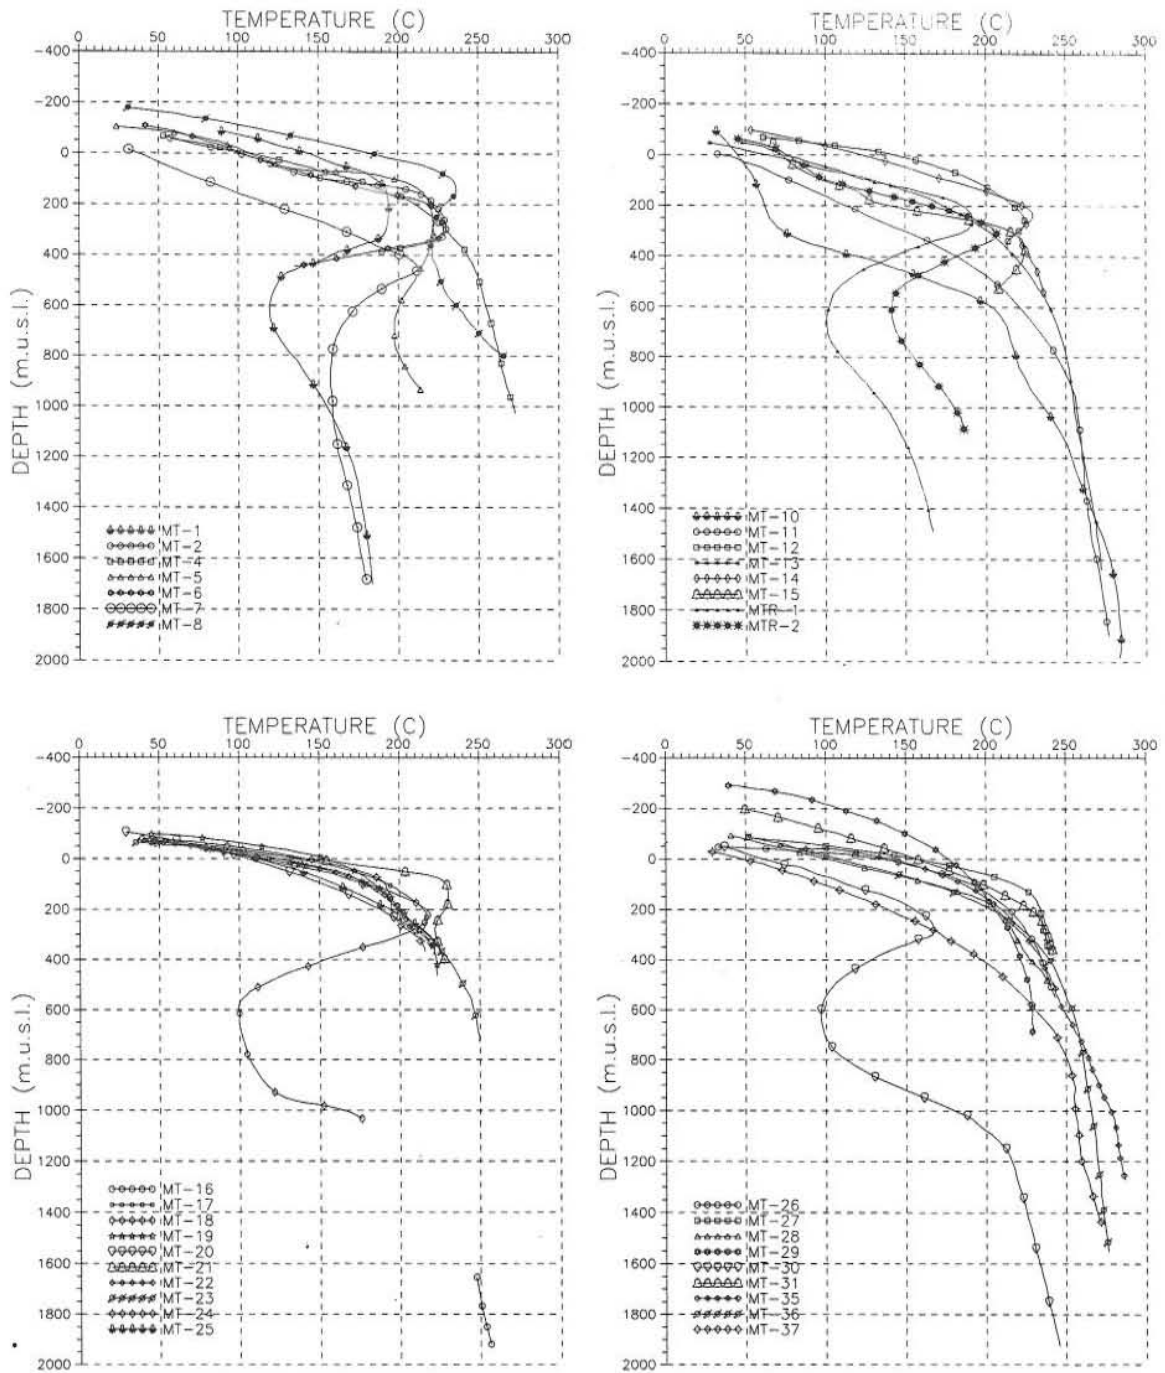 TEMPERATURE (C)
0 50 100 150 200 250 300
-400
-200
0
200
400
600
800
1000
1200
1400
1600
1800
2000
DEPTH (m.u.s.l.)
MT-1
MT-2
MT-4
MT-5
MT-6
MT-7
MT-8
TEMPERATURE (C)
0 50 100 150 200 250 300
-400
-200
0
200
400
600
800
1000
1200
1400
1600
1800
2000
DEPTH (m.u.s.l.)
MT-10
MT-11
MT-12
MT-13
MT-14
MT-15
MTR-1
MTR-2
TEMPERATURE (C)
0 50 100 150 200 250 300
-400
-200
0
200
400
600
800
1000
1200
1400
1600
1800
2000
DEPTH (m.u.s.l.)
MT-16
MT-17
MT-18
MT-19
MT-20
MT-21
MT-22
MT-23
MT-24
MT-25
TEMPERATURE (C)
0 50 100 150 200 250 300
-400
-200
0
200
400
600
800
1000
1200
1400
1600
1800
2000
DEPTH (m.u.s.l.)
MT-26
MT-27
MT-28
MT-29
MT-30
MT-31
MT-35
MT-36
MT-37